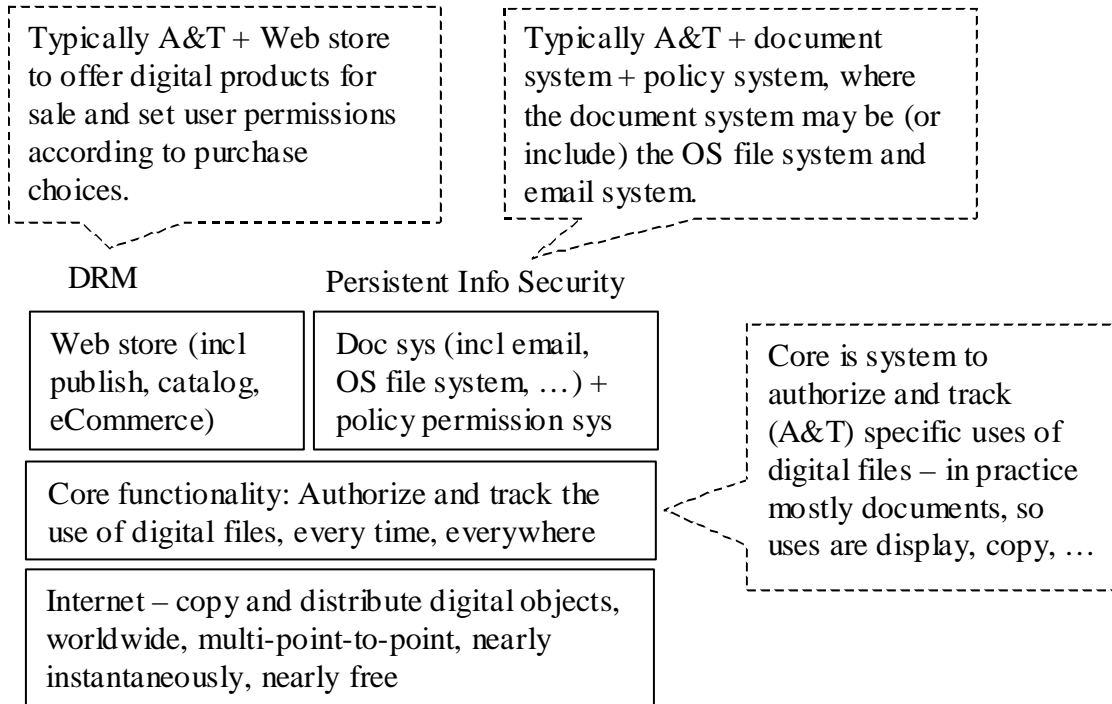 Typically A&T + Web store
to offer digital products for
sale and set user permissions
according to purchase
choices.
Typically A&T + document
system + policy system, where
the document system may be (or
include) the OS file system and
email system.
DRM
Persistent Info Security
Web store (incl
publish, catalog,
eCommerce)
Doc sys (incl email,
OS file system, …) +
policy permission sys
Core is system to
authorize and track
(A&T) specific uses of
digital files – in practice
mostly documents, so
uses are display, copy, …
Core functionality: Authorize and track the
use of digital files, every time, everywhere
Internet – copy and distribute digital objects,
worldwide, multi-point-to-point, nearly
instantaneously, nearly free